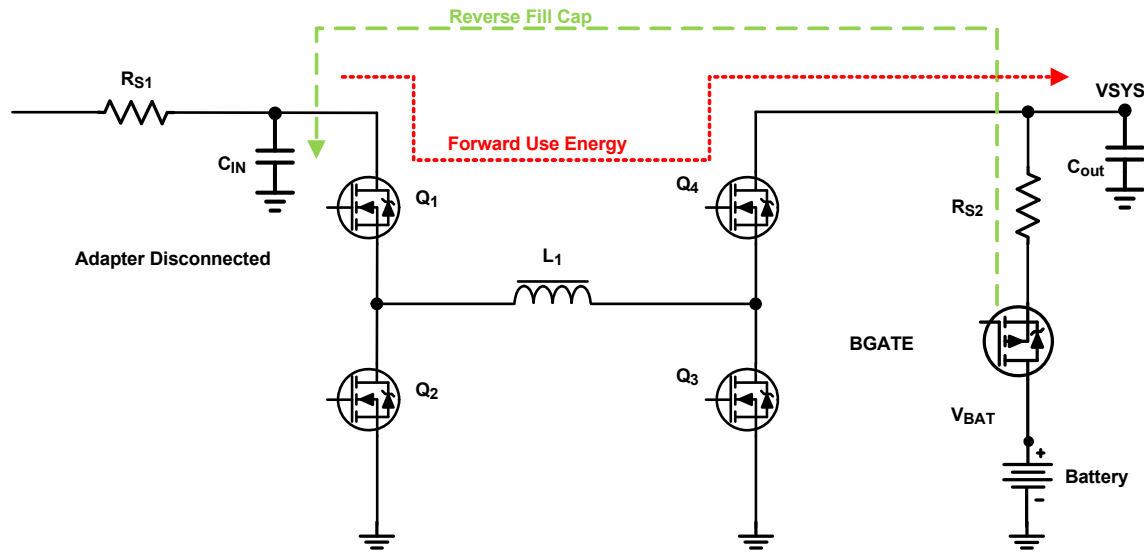 Reverse Fill Cap
RS1
VSYS
Forward Use Energy
CIN
Cout
Q1
Q4
RS2
Adapter Disconnected
L1
BGATE
Q2
Q3
VBAT
+
Battery
-